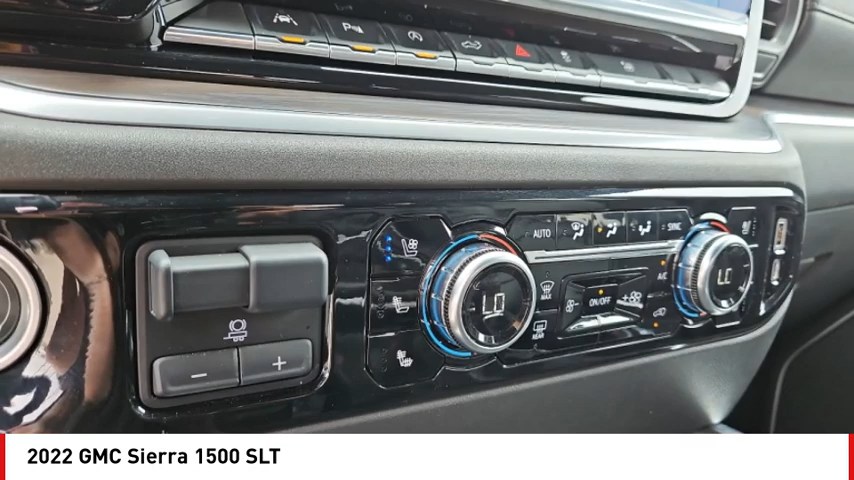 AUTO
SYNC
LO
LO
A/C
MAX
ON/OFF
REAR
2022 GMC Sierra 1500 SLT